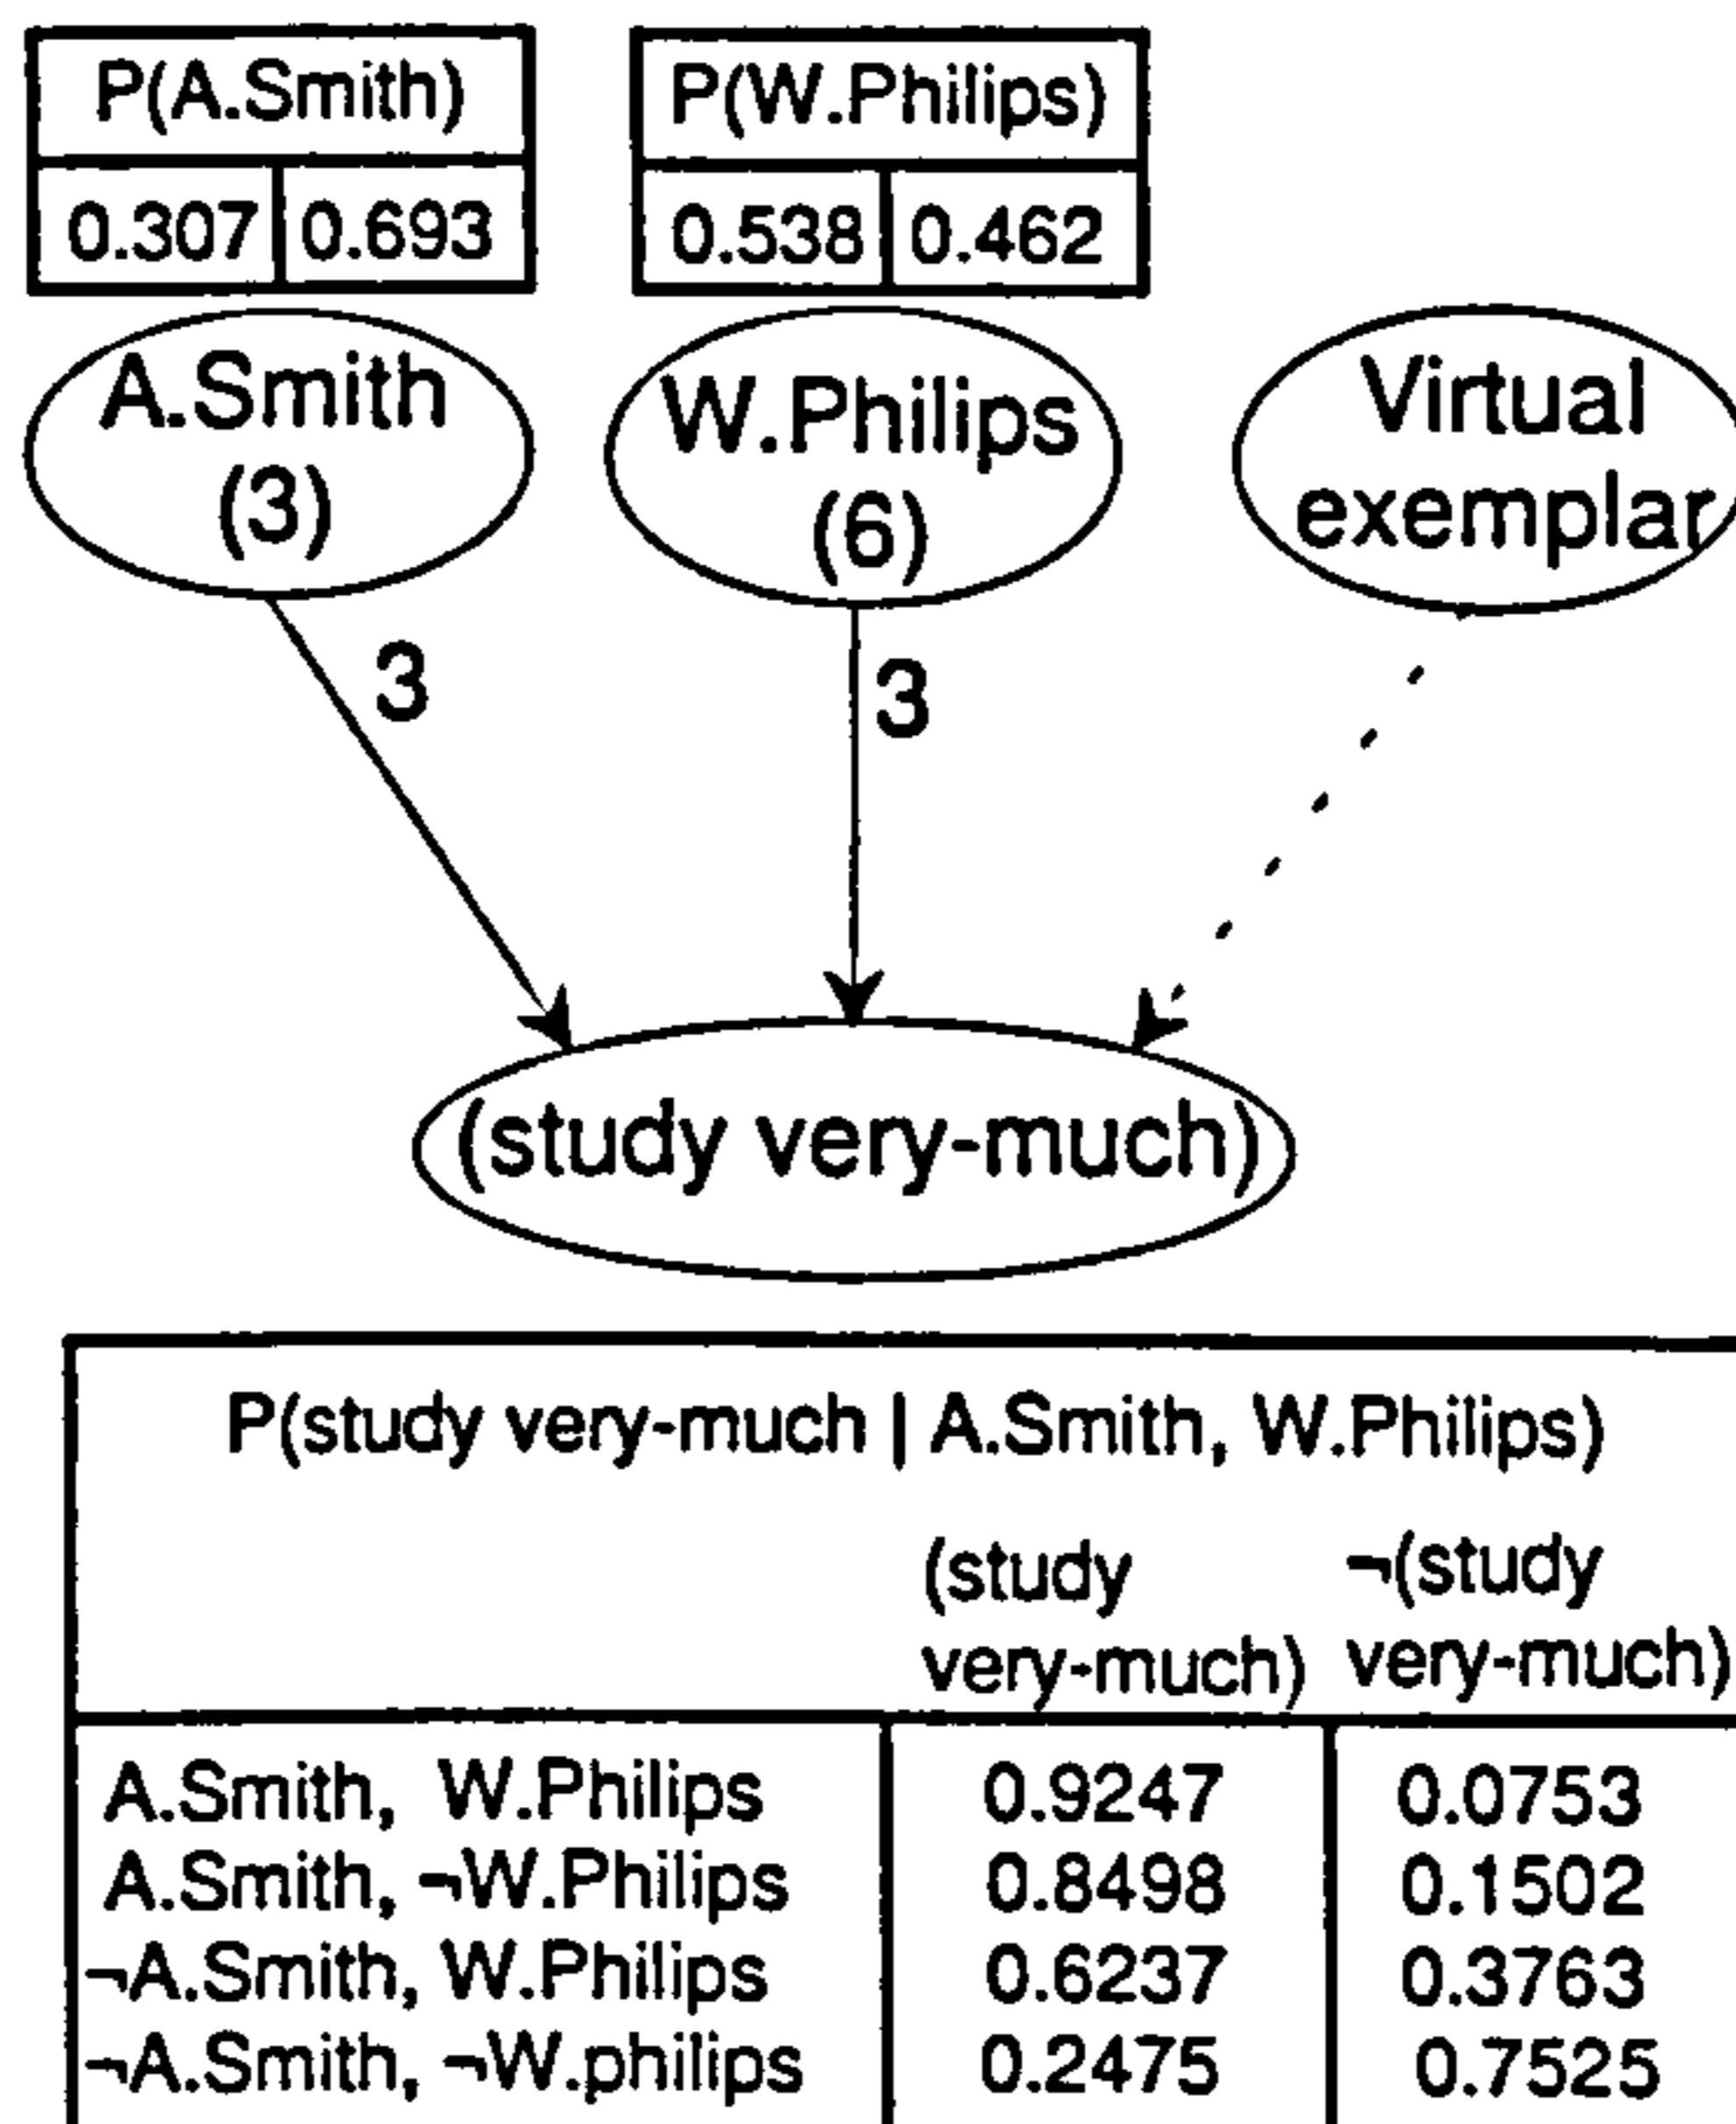 P(A.Smith)
0.307 0.693
P(W.Philips)
0.538 0.462
A.Smith
(3)
W.Philips
(6)
Virtual
exemplar
3
3
(study very-much)
P(study very-much | A.Smith, W.Philips)
(study ¬(study
very-much) very-much)
A.Smith, W.Philips 0.9247 0.0753
A.Smith, ¬W.Philips 0.8498 0.1502
¬A.Smith, W.Philips 0.6237 0.3763
¬A.Smith, ¬W.philips 0.2475 0.7525